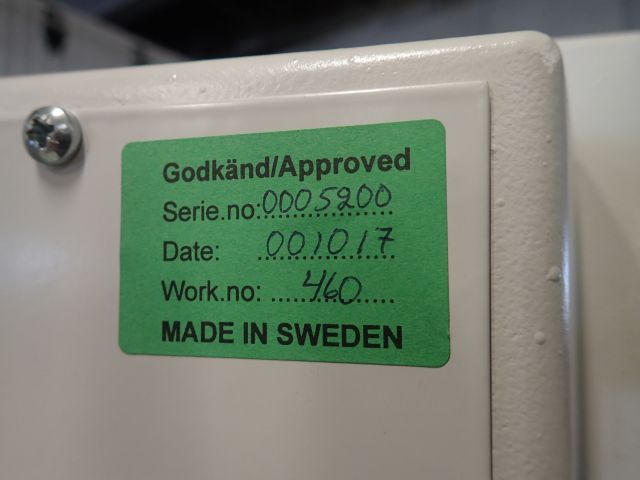 Godkänd/Approved
Serie.no: 0005200
Date: 001017
Work.no: 460
MADE IN SWEDEN